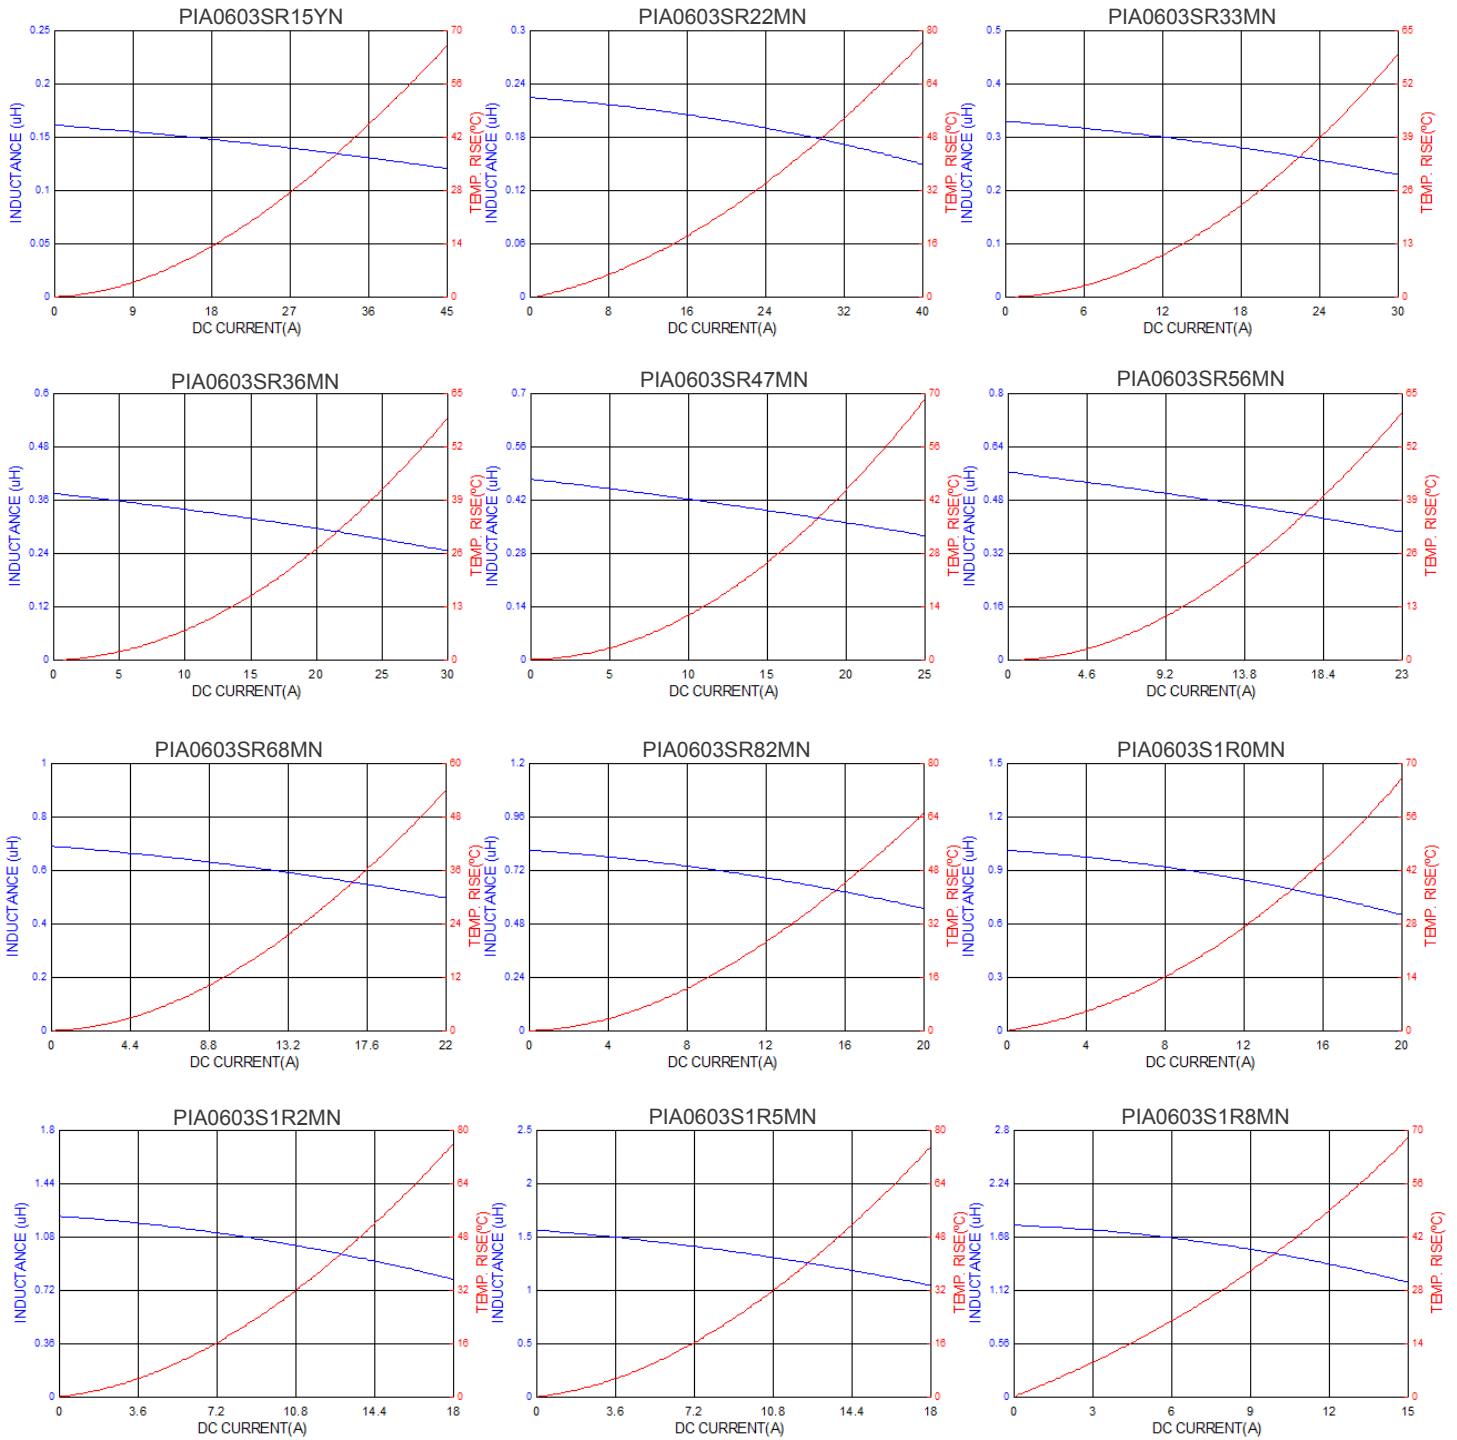 PIA0603SR15YN
PIA0603SR22MN
PIA0603SR33MN
0.25
0.2
0.15
0.1
0.05
0
INDUCTANCE (uH)
70
56
42
28
14
0
TEMP. RISE(ºC)
0 9 18 27 36 45
DC CURRENT(A)
0.3
0.24
0.18
0.12
0.06
0
INDUCTANCE (uH)
80
64
48
32
16
0
TEMP. RISE(ºC)
0 8 16 24 32 40
DC CURRENT(A)
0.5
0.4
0.3
0.2
0.1
0
INDUCTANCE (uH)
65
52
39
26
13
0
TEMP. RISE(ºC)
0 6 12 18 24 30
DC CURRENT(A)
PIA0603SR36MN
PIA0603SR47MN
PIA0603SR56MN
0.6
0.48
0.36
0.24
0.12
0
INDUCTANCE (uH)
65
52
39
26
13
0
TEMP. RISE(ºC)
0 5 10 15 20 25 30
DC CURRENT(A)
0.7
0.56
0.42
0.28
0.14
0
INDUCTANCE (uH)
70
56
42
28
14
0
TEMP. RISE(ºC)
0 5 10 15 20 25
DC CURRENT(A)
0.8
0.64
0.48
0.32
0.16
0
INDUCTANCE (uH)
65
52
39
26
13
0
TEMP. RISE(ºC)
0 4.6 9.2 13.8 18.4 23
DC CURRENT(A)
PIA0603SR68MN
PIA0603SR82MN
PIA0603S1R0MN
1
0.8
0.6
0.4
0.2
0
INDUCTANCE (uH)
60
48
36
24
12
0
TEMP. RISE(ºC)
0 4.4 8.8 13.2 17.6 22
DC CURRENT(A)
1.2
0.96
0.72
0.48
0.24
0
INDUCTANCE (uH)
80
64
48
32
16
0
TEMP. RISE(ºC)
0 4 8 12 16 20
DC CURRENT(A)
1.5
1.2
0.9
0.6
0.3
0
INDUCTANCE (uH)
70
56
42
28
14
0
TEMP. RISE(ºC)
0 4 8 12 16 20
DC CURRENT(A)
PIA0603S1R2MN
PIA0603S1R5MN
PIA0603S1R8MN
1.8
1.44
1.08
0.72
0.36
0
INDUCTANCE (uH)
80
64
48
32
16
0
TEMP. RISE(ºC)
0 3.6 7.2 10.8 14.4 18
DC CURRENT(A)
2.5
2
1.5
1
0.5
0
INDUCTANCE (uH)
80
64
48
32
16
0
TEMP. RISE(ºC)
0 3.6 7.2 10.8 14.4 18
DC CURRENT(A)
2.8
2.24
1.68
1.12
0.56
0
INDUCTANCE (uH)
70
56
42
28
14
0
TEMP. RISE(ºC)
0 3 6 9 12 15
DC CURRENT(A)